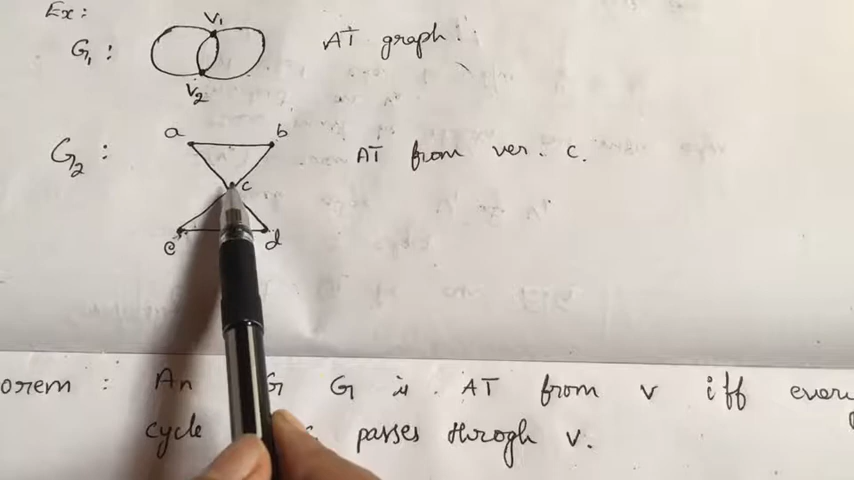 Ex:
G₁ : V₁ AT graph.
V₂
a b
G₂ : AT from ver. c.
c
e d
orem : An G G is AT from v iff every
cycle passes throgh v.